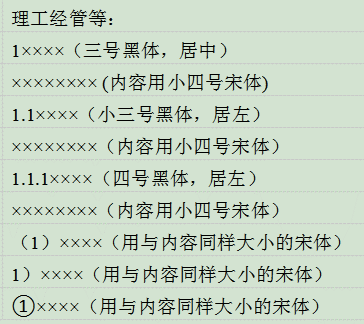 理工经管等：
1××××（三号黑体，居中）
×××××××× (内容用小四号宋体)
1.1××××（小三号黑体，居左）
××××××××（内容用小四号宋体）
1.1.1××××（四号黑体，居左）
××××××××（内容用小四号宋体）
（1）××××（用与内容同样大小的宋体）
1）××××（用与内容同样大小的宋体）
①××××（用与内容同样大小的宋体）